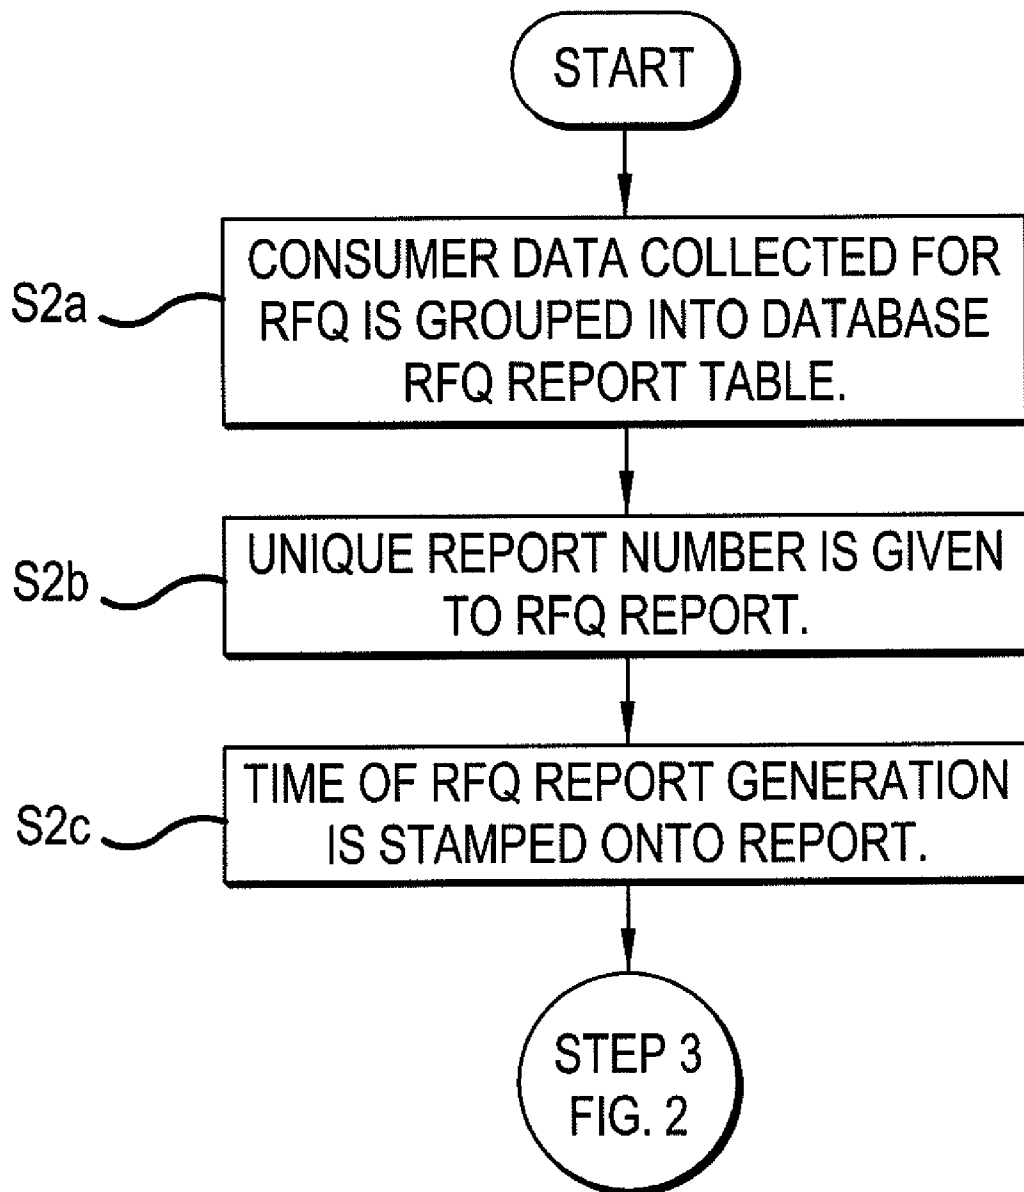 START
S2a
CONSUMER DATA COLLECTED FOR
RFQ IS GROUPED INTO DATABASE
RFQ REPORT TABLE.
S2b
UNIQUE REPORT NUMBER IS GIVEN
TO RFQ REPORT.
S2c
TIME OF RFQ REPORT GENERATION
IS STAMPED ONTO REPORT.
STEP 3
FIG. 2